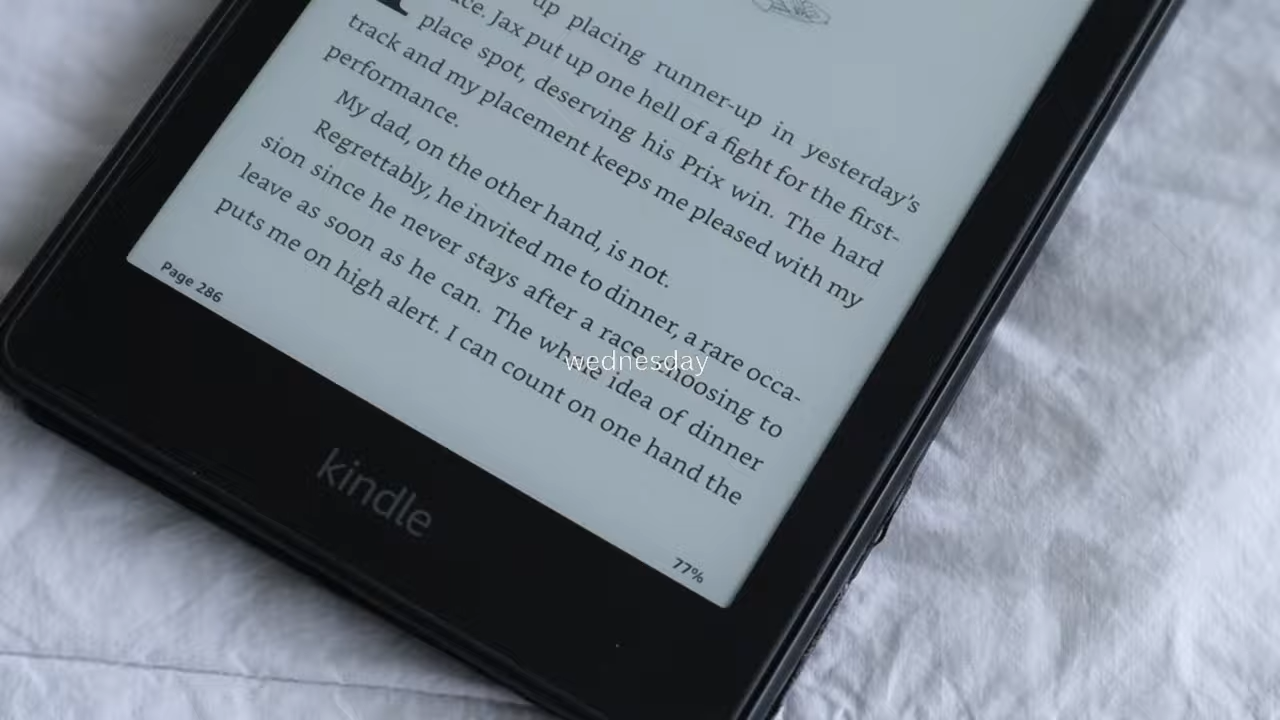 up placing runner-up in yesterday's
Jax put up one hell of a fight for the first-
place spot, deserving his Prix win. The hard
track and my placement keeps me pleased with my
performance.
My dad, on the other hand, is not.
Regrettably, he invited me to dinner, a rare occa-
sion since he never stays after a race, choosing to
leave as soon as he can. The whole idea of dinner
puts me on high alert. I can count on one hand the
Page 286
77%
wednesday
kindle